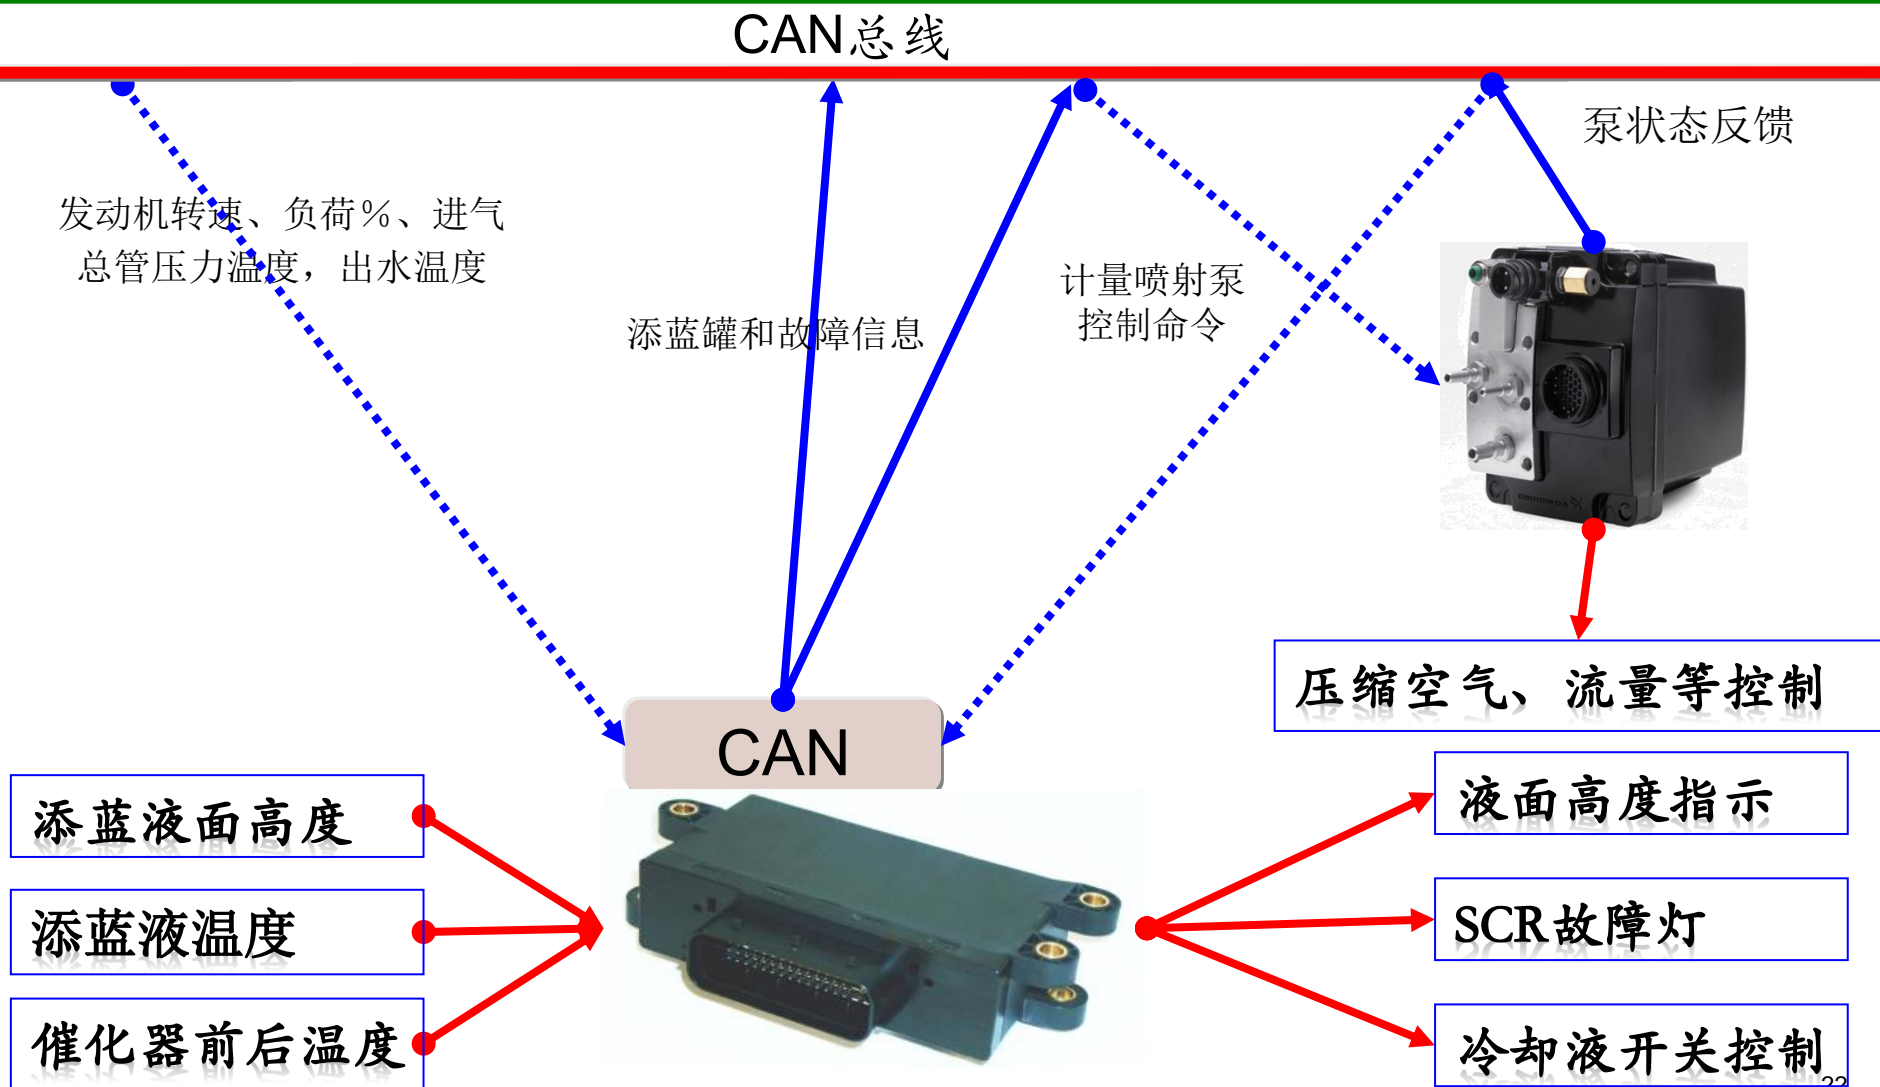 CAN总线
泵状态反馈
发动机转速、负荷%、进气
总管压力温度，出水温度
计量喷射泵
控制命令
添蓝罐和故障信息
压缩空气、流量等控制
CAN
添蓝液面高度
添蓝液温度
催化器前后温度
液面高度指示
SCR故障灯
冷却液开关控制